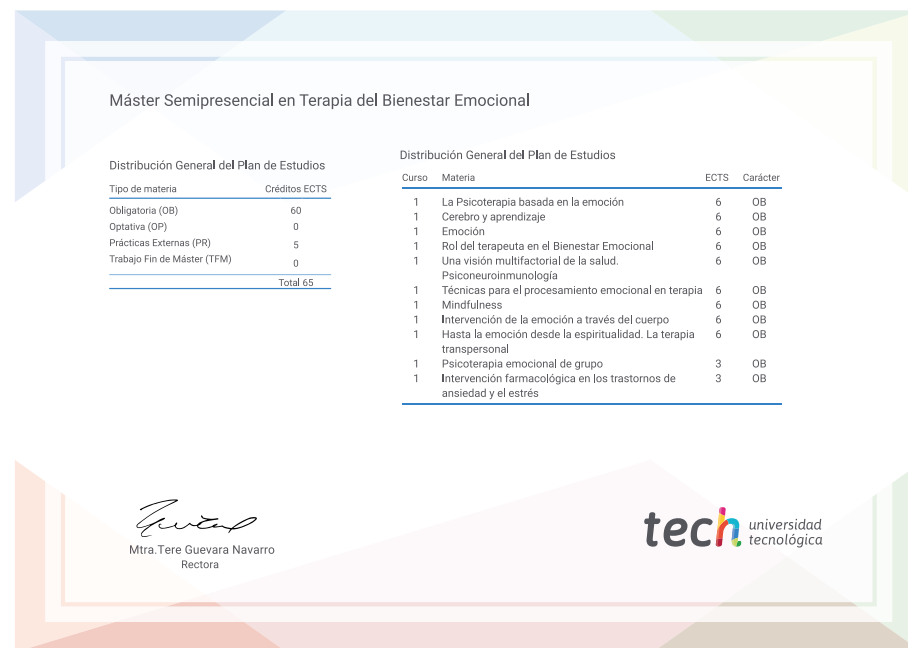 Máster Semipresencial en Terapia del Bienestar Emocional
Distribución General del Plan de Estudios
Tipo de materia Créditos ECTS
Obligatoria (OB) 60
Optativa (OP) 0
Prácticas Externas (PR) 5
Trabajo Fin de Máster (TFM) 0
Total 65
Distribución General del Plan de Estudios
Curso Materia ECTS Carácter
1 La Psicoterapia basada en la emoción 6 OB
1 Cerebro y aprendizaje 6 OB
1 Emoción 6 OB
1 Rol del terapeuta en el Bienestar Emocional 6 OB
1 Una visión multifactorial de la salud. 6 OB
Psiconeuroinmunología
1 Técnicas para el procesamiento emocional en terapia 6 OB
1 Mindfulness 6 OB
1 Intervención de la emoción a través del cuerpo 6 OB
1 Hasta la emoción desde la espiritualidad. La terapia 6 OB
transpersonal
1 Psicoterapia emocional de grupo 3 OB
1 Intervención farmacológica en los trastornos de 3 OB
ansiedad y el estrés
Mtra.Tere Guevara Navarro
Rectora
tech universidad
tecnológica